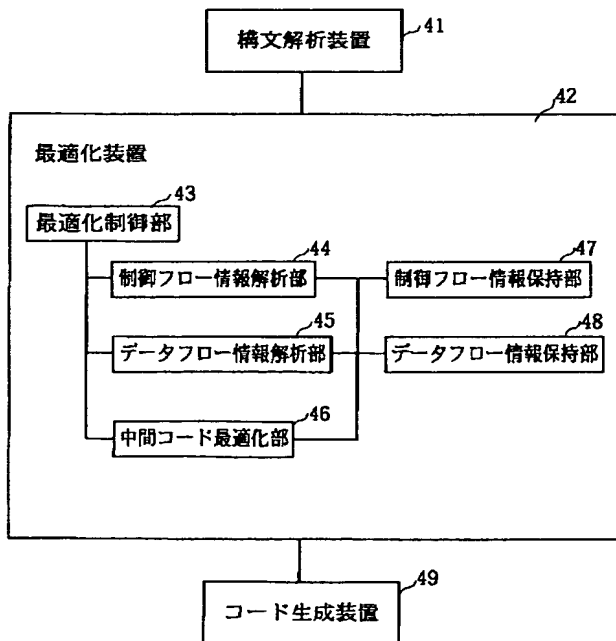 構文解析装置
41
42
最適化装置
43
最適化制御部
44
制御フロー情報解析部
47
制御フロー情報保持部
45
データフロー情報解析部
48
データフロー情報保持部
46
中間コード最適化部
49
コード生成装置